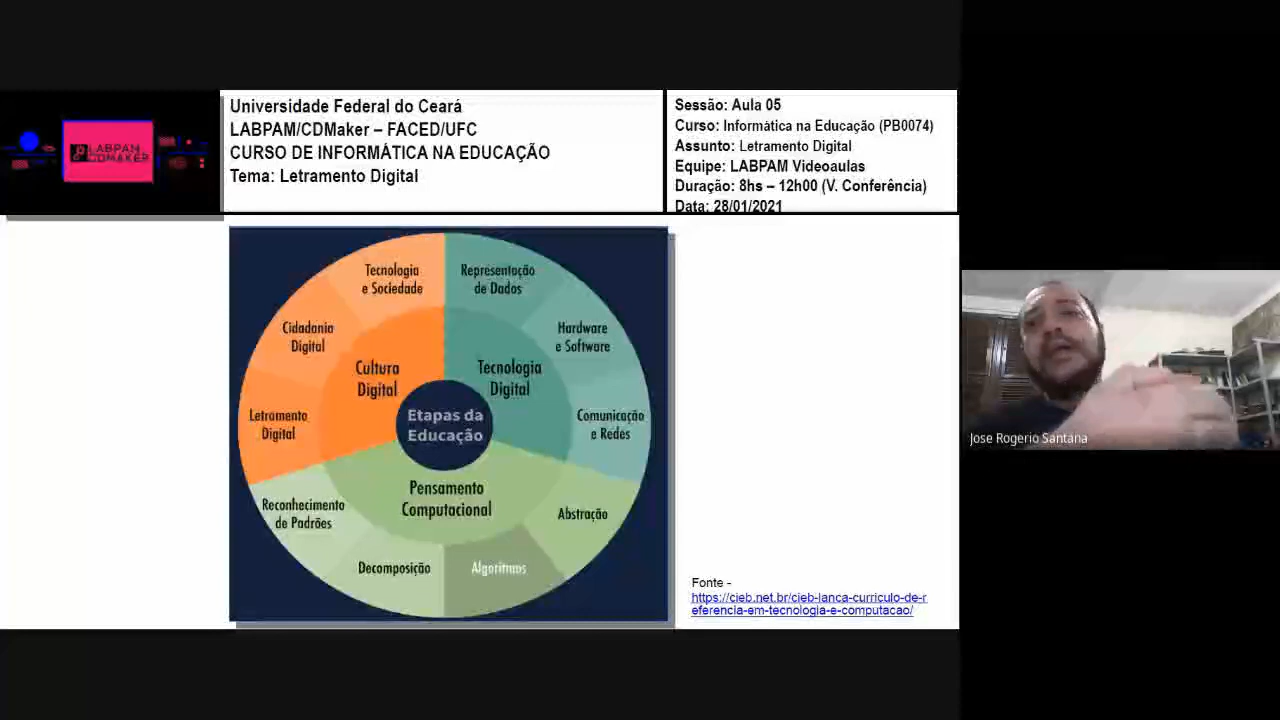 LABPAM
CDMAKER
Universidade Federal do Ceará
LABPAM/CDMaker – FACED/UFC
CURSO DE INFORMÁTICA NA EDUCAÇÃO
Tema: Letramento Digital
Sessão: Aula 05
Curso: Informática na Educação (PB0074)
Assunto: Letramento Digital
Equipe: LABPAM Videoaulas
Duração: 8hs – 12h00 (V. Conferência)
Data: 28/01/2021
Tecnologia
e Sociedade
Representação
de Dados
Cidadania
Digital
Hardware
e Software
Cultura
Digital
Tecnologia
Digital
Letramento
Digital
Etapas da
Educação
Comunicação
e Redes
Pensamento
Computacional
Reconhecimento
de Padrões
Abstração
Decomposição
Algoritmos
Fonte -
https://cieb.net.br/cieb-lanca-curriculo-de-r
eferencia-em-tecnologia-e-computacao/
Jose Rogerio Santana